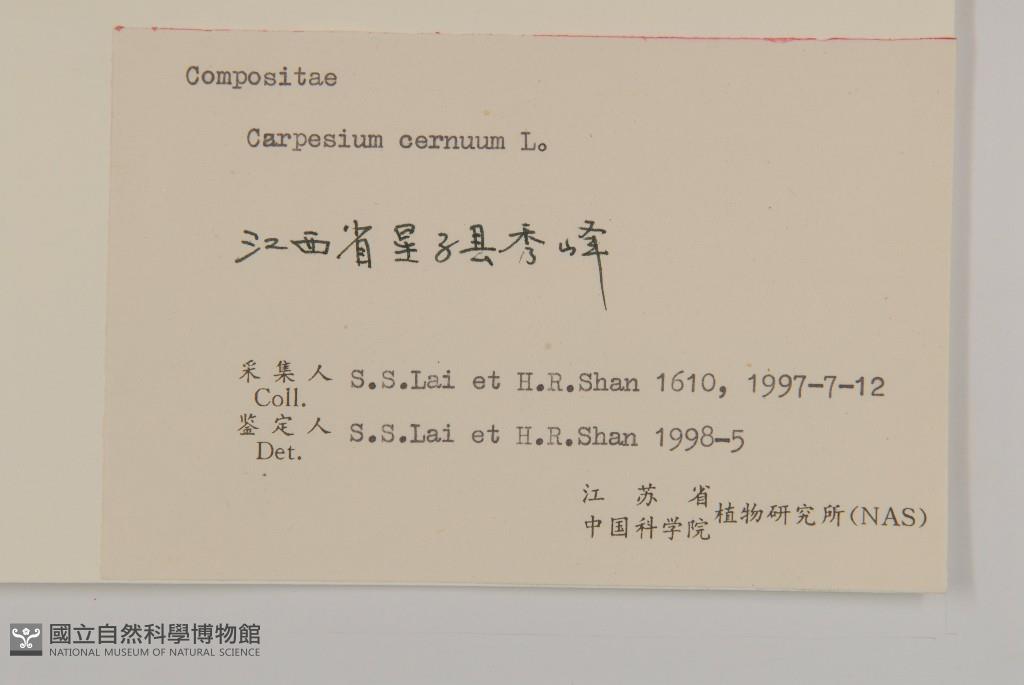 Compositae
Carpesium cernuum L.
江西省星子县秀峰
采集人 S.S.Lai et H.R.Shan 1610, 1997-7-12
Coll.
鉴定人 S.S.Lai et H.R.Shan 1998-5
Det.
江苏省
中国科学院植物研究所(NAS)
國立自然科學博物館
NATIONAL MUSEUM OF NATURAL SCIENCE